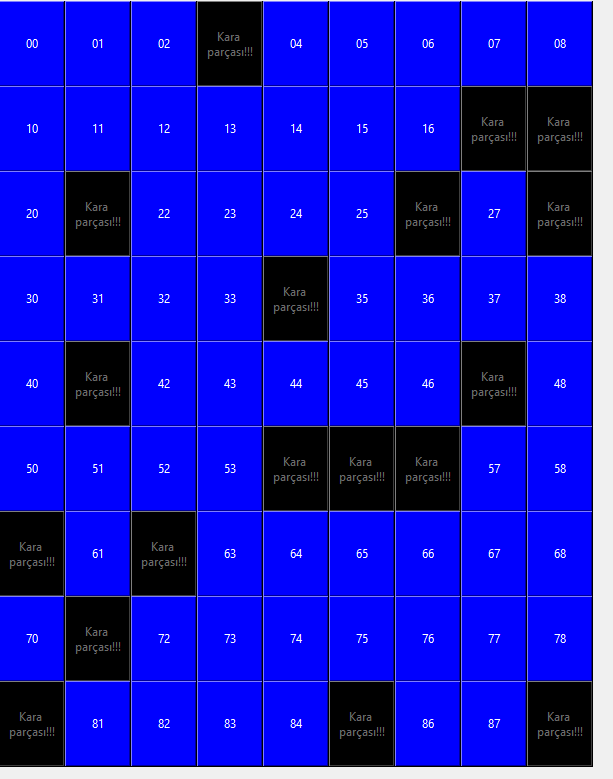 00 01 02 Kara parçası!!! 04 05 06 07 08
10 11 12 13 14 15 16 Kara parçası!!! Kara parçası!!!
20 Kara parçası!!! 22 23 24 25 Kara parçası!!! 27 Kara parçası!!!
30 31 32 33 Kara parçası!!! 35 36 37 38
40 Kara parçası!!! 42 43 44 45 46 Kara parçası!!! 48
50 51 52 53 Kara parçası!!! Kara parçası!!! Kara parçası!!! 57 58
Kara parçası!!! 61 Kara parçası!!! 63 64 65 66 67 68
70 Kara parçası!!! 72 73 74 75 76 77 78
Kara parçası!!! 81 82 83 84 Kara parçası!!! 86 87 Kara parçası!!!